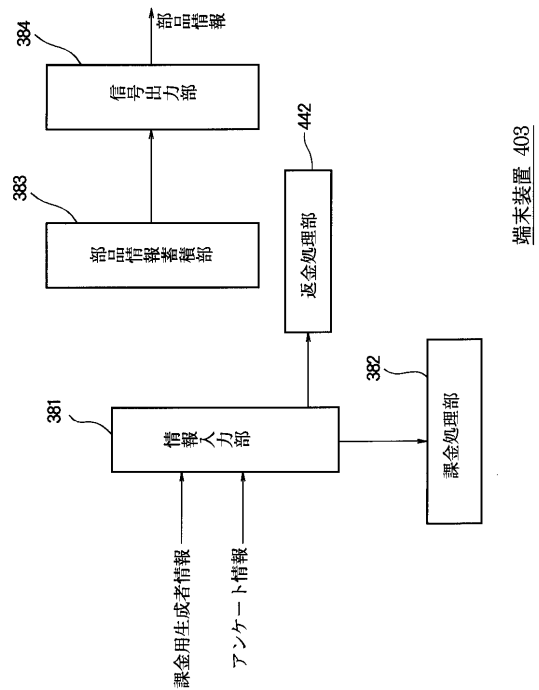 384
信号出力部
部品情報
383
部品情報蓄積部
442
返金処理部
381
情報入力部
382
課金処理部
課金用生成者情報
アンケート情報
端末装置 403